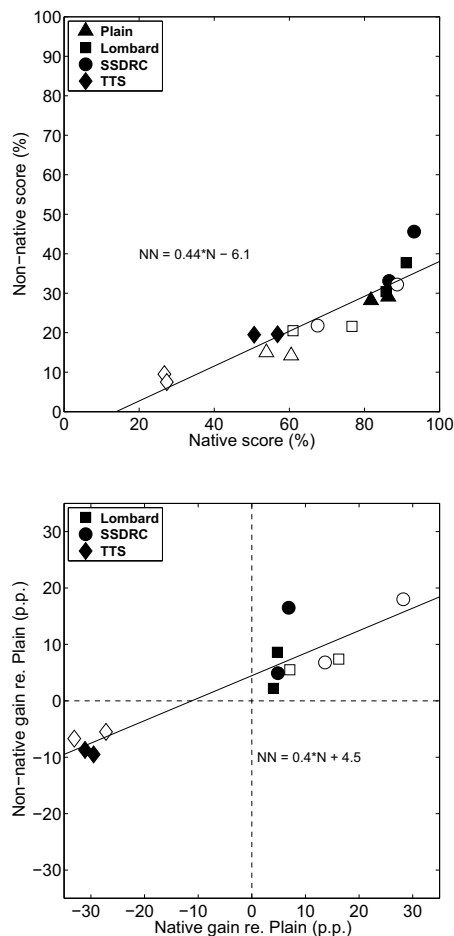 100
90
80
70
60
50
40
30
20
10
0
Non−native score (%)
Plain
Lombard
SSDRC
TTS
NN = 0.44*N − 6.1
0 20 40 60 80 100
Native score (%)
30
20
10
0
−10
−20
−30
Non−native gain re. Plain (p.p.)
Lombard
SSDRC
TTS
NN = 0.4*N + 4.5
−30 −20 −10 0 10 20 30
Native gain re. Plain (p.p.)